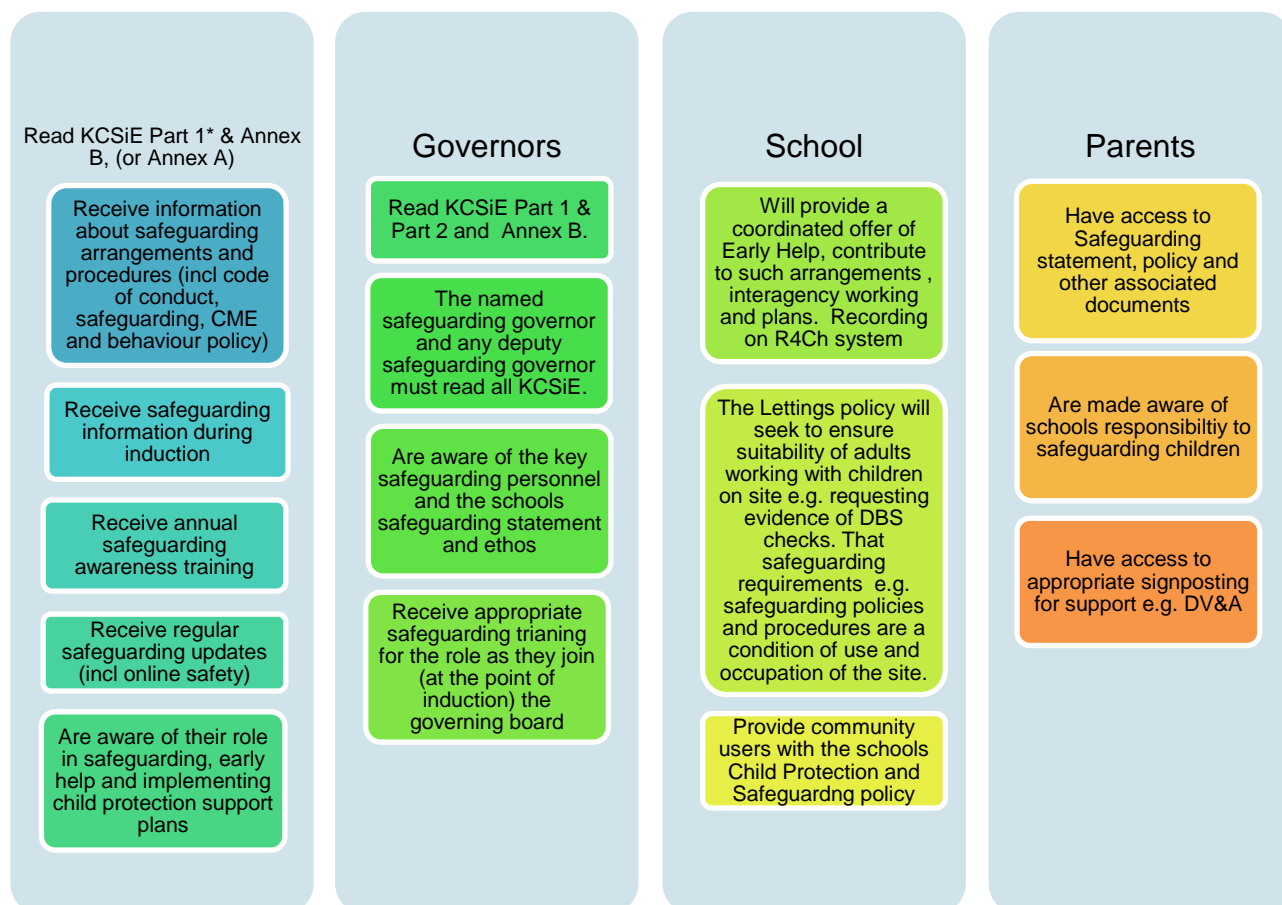 Read KCSiE Part 1* & Annex
B, (or Annex A)
Receive information
about safeguarding
arrangements and
procedures (incl code
of conduct,
safeguarding, CME
and behaviour policy)
Receive safeguarding
information during
induction
Receive annual
safeguarding
awareness training
Receive regular
safeguarding updates
(incl online safety)
Are aware of their role
in safeguarding, early
help and implementing
child protection support
plans
Governors
Read KCSiE Part 1 &
Part 2 and Annex B.
The named
safeguarding governor
and any deputy
safeguarding governor
must read all KCSiE.
Are aware of the key
safeguarding personnel
and the schools
safeguarding statement
and ethos
Receive appropriate
safeguarding trianing
for the role as they join
(at the point of
induction) the
governing board
School
Will provide a
coordinated offer of
Early Help, contribute
to such arrangements ,
interagency working
and plans. Recording
on R4Ch system
The Lettings policy will
seek to ensure
suitability of adults
working with children
on site e.g. requesting
evidence of DBS
checks. That
safeguarding
requirements e.g.
safeguarding policies
and procedures are a
condition of use and
occupation of the site.
Provide community
users with the schools
Child Protection and
Safeguardng policy
Parents
Have access to
Safeguarding
statement, policy and
other associated
documents
Are made aware of
schools responsibiltiy to
safeguarding children
Have access to
appropriate signposting
for support e.g. DV&A